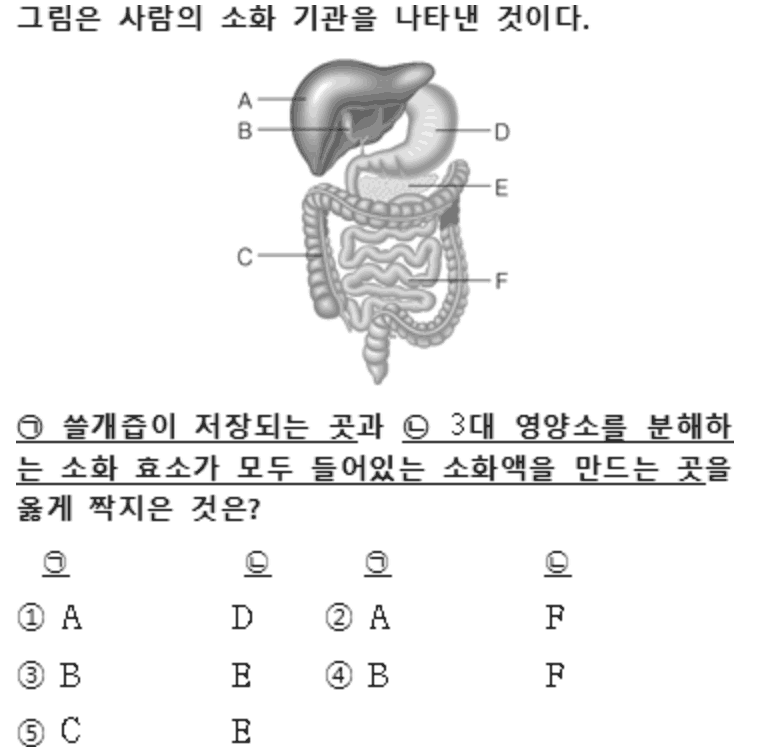 그림은 사람의 소화 기관을 나타낸 것이다.
A
B
D
E
C
F
㉠ 쓸개즙이 저장되는 곳과 ㉡ 3대 영양소를 분해하
는 소화 효소가 모두 들어있는 소화액을 만드는 곳을
옳게 짝지은 것은?
㉠ ㉡ ㉠ ㉡
① A D ② A F
③ B E ④ B F
⑤ C E